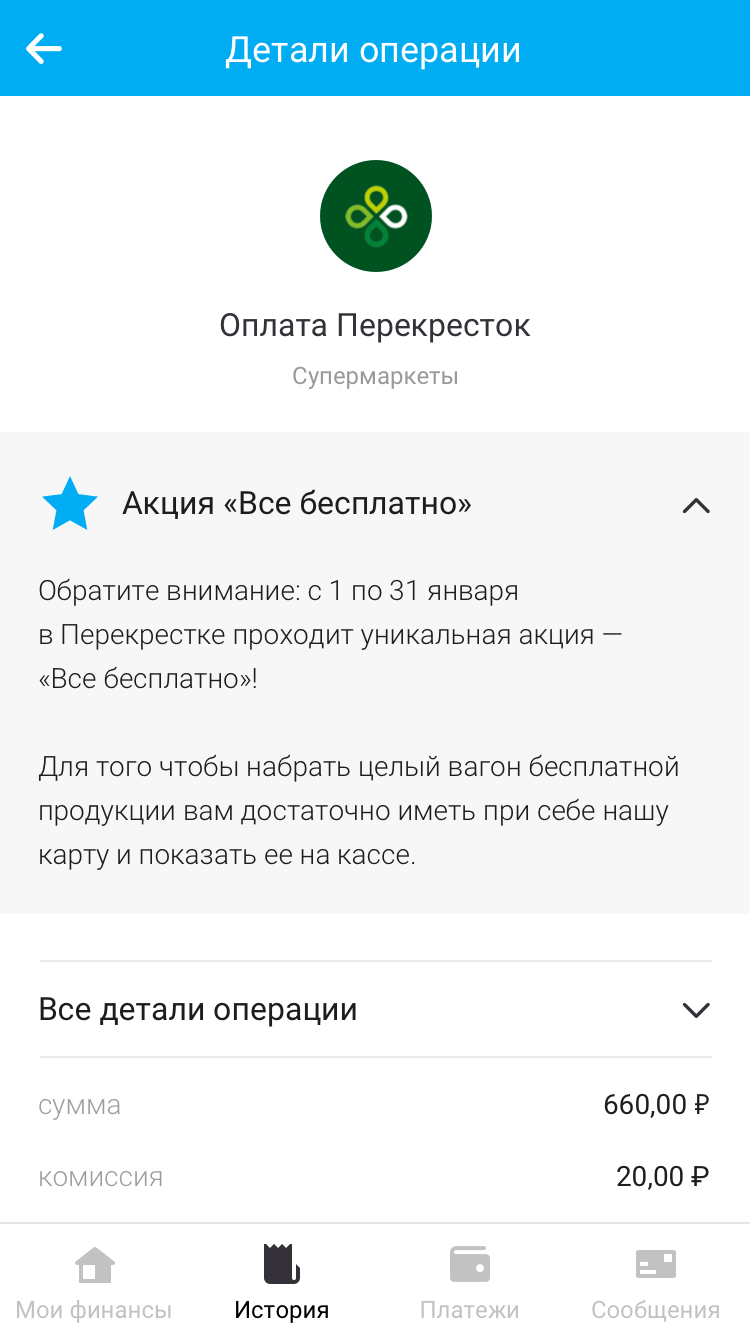 Детали операции
Оплата Перекресток
Супермаркеты
Акция «Все бесплатно»
Обратите внимание: с 1 по 31 января
в Перекрестке проходит уникальная акция —
«Все бесплатно»!
Для того чтобы набрать целый вагон бесплатной
продукции вам достаточно иметь при себе нашу
карту и показать ее на кассе.
Все детали операции
сумма 660,00 ₽
комиссия 20,00 ₽
Мои финансы История Платежи Сообщения